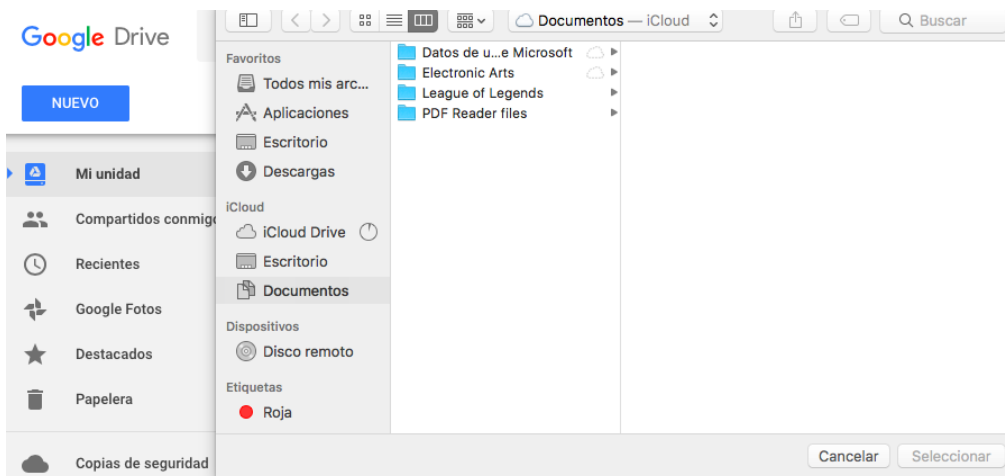 Google Drive
NUEVO
Mi unidad
Compartidos conmigo
Recientes
Google Fotos
Destacados
Papelera
Copias de seguridad
Documentos — iCloud
Buscar
Favoritos
Todos mis arc...
Aplicaciones
Escritorio
Descargas
iCloud
iCloud Drive
Escritorio
Documentos
Dispositivos
Disco remoto
Etiquetas
Roja
Datos de u...e Microsoft
Electronic Arts
League of Legends
PDF Reader files
Cancelar
Seleccionar